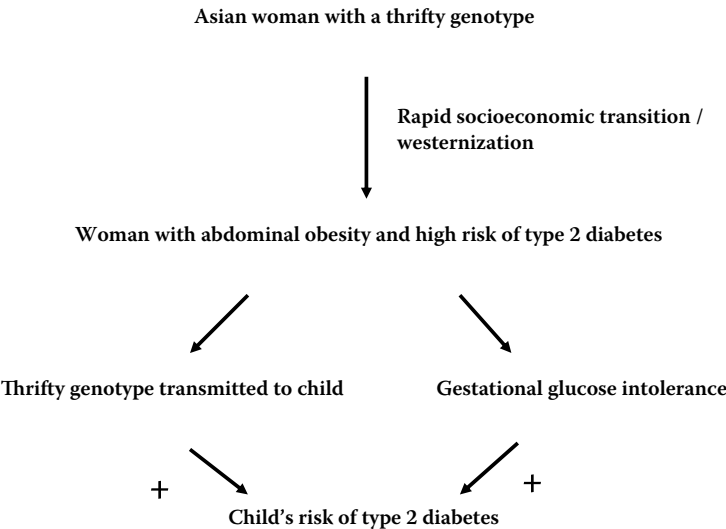 Asian woman with a thrifty genotype
Rapid socioeconomic transition /
westernization
Woman with abdominal obesity and high risk of type 2 diabetes
Thrifty genotype transmitted to child
Gestational glucose intolerance
+
+
Child's risk of type 2 diabetes